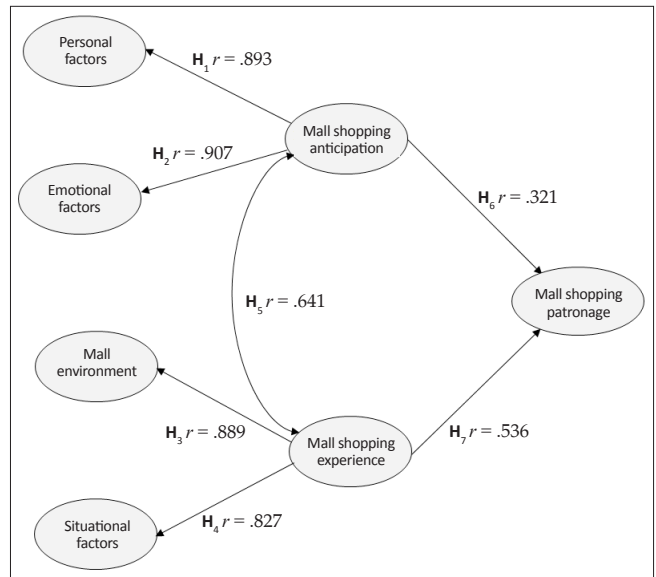 Personal
factors
H₁ r = .893
Mall shopping
anticipation
H₂ r = .907
Emotional
factors
H₆ r = .321
H₅ r = .641
Mall shopping
patronage
Mall
environment
H₃ r = .889
Mall shopping
experience
H₇ r = .536
H₄ r = .827
Situational
factors